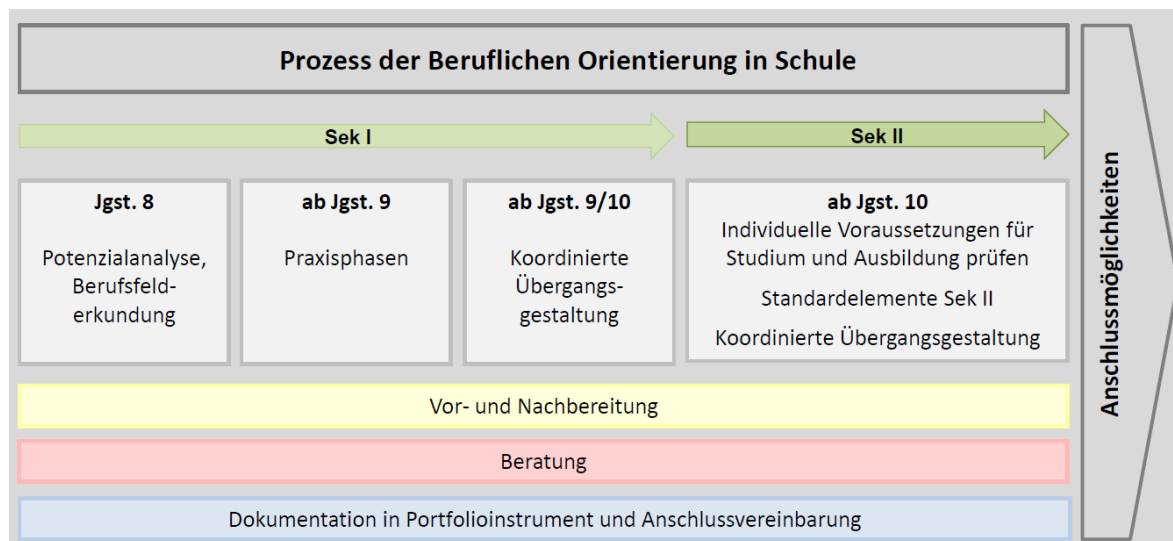 Prozess der Beruflichen Orientierung in Schule
Sek I
Sek II
Jgst. 8
Potenzialanalyse,
Berufsfeld-
erkundung
ab Jgst. 9
Praxisphasen
ab Jgst. 9/10
Koordinierte
Übergangs-
gestaltung
ab Jgst. 10
Individuelle Voraussetzungen für
Studium und Ausbildung prüfen
Standardelemente Sek II
Koordinierte Übergangsgestaltung
Vor- und Nachbereitung
Beratung
Dokumentation in Portfolioinstrument und Anschlussvereinbarung
Anschlussmöglichkeiten